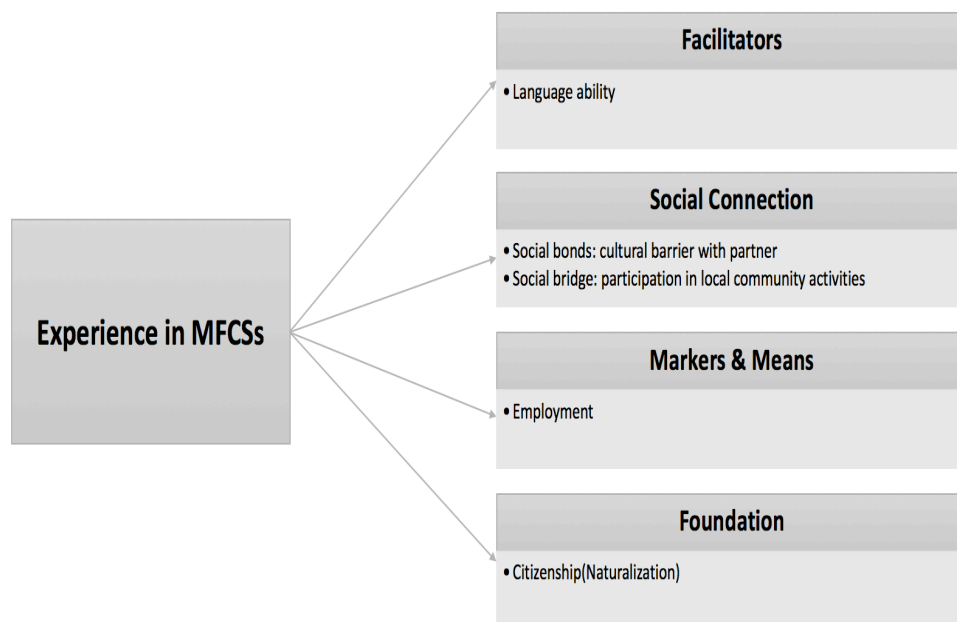 Facilitators
• Language ability
Social Connection
• Social bonds: cultural barrier with partner
• Social bridge: participation in local community activities
Experience in MFCSs
Markers & Means
• Employment
Foundation
• Citizenship(Naturalization)